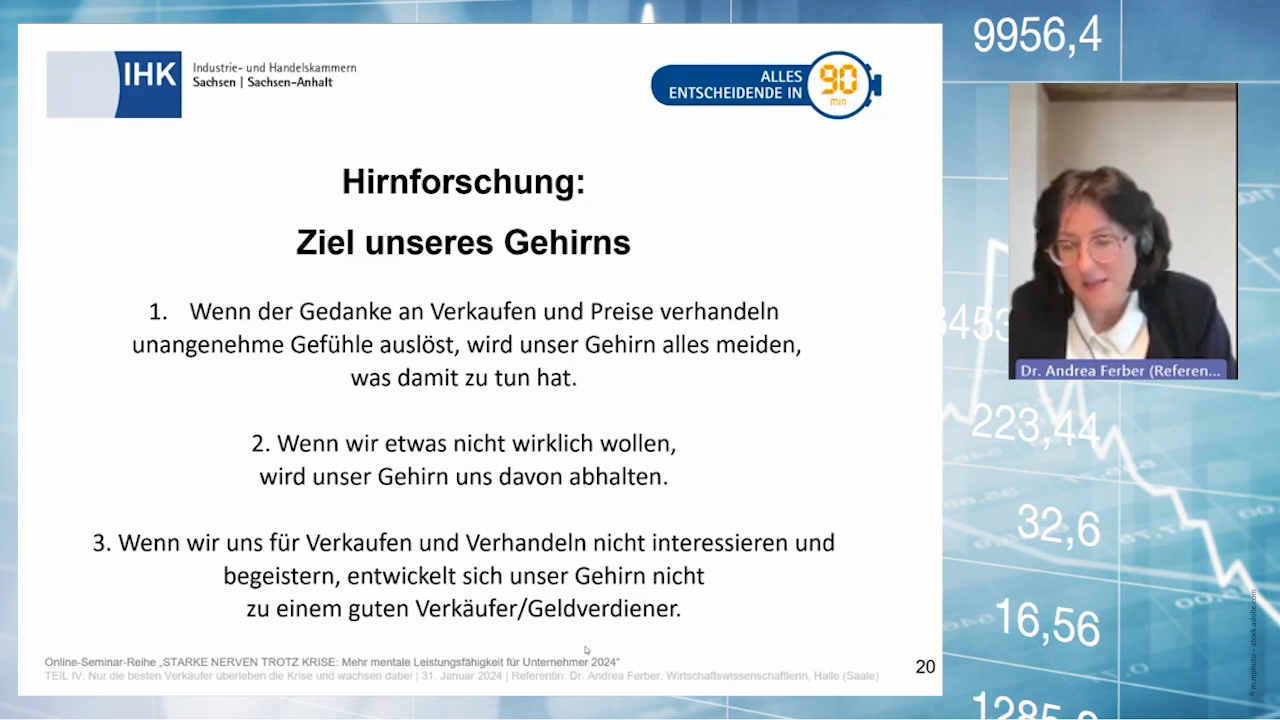 IHK
Industrie- und Handelskammern
Sachsen | Sachsen-Anhalt
ALLES
ENTSCHEIDENDE IN
90
min
Hirnforschung:
Ziel unseres Gehirns
1. Wenn der Gedanke an Verkaufen und Preise verhandeln
unangenehme Gefühle auslöst, wird unser Gehirn alles meiden,
was damit zu tun hat.
2. Wenn wir etwas nicht wirklich wollen,
wird unser Gehirn uns davon abhalten.
3. Wenn wir uns für Verkaufen und Verhandeln nicht interessieren und
begeistern, entwickelt sich unser Gehirn nicht
zu einem guten Verkäufer/Geldverdiener.
Online-Seminar-Reihe „STARKE NERVEN TROTZ KRISE: Mehr mentale Leistungsfähigkeit für Unternehmer 2024“
TEIL IV: Nur die besten Verkäufer überleben die Krise und wachsen dabei | 31. Januar 2024 | Referentin: Dr. Andrea Ferber, Wirtschaftswissenschaftlerin, Halle (Saale)
20
9956,4
Dr. Andrea Ferber (Referen...
223,44
32,6
16,56